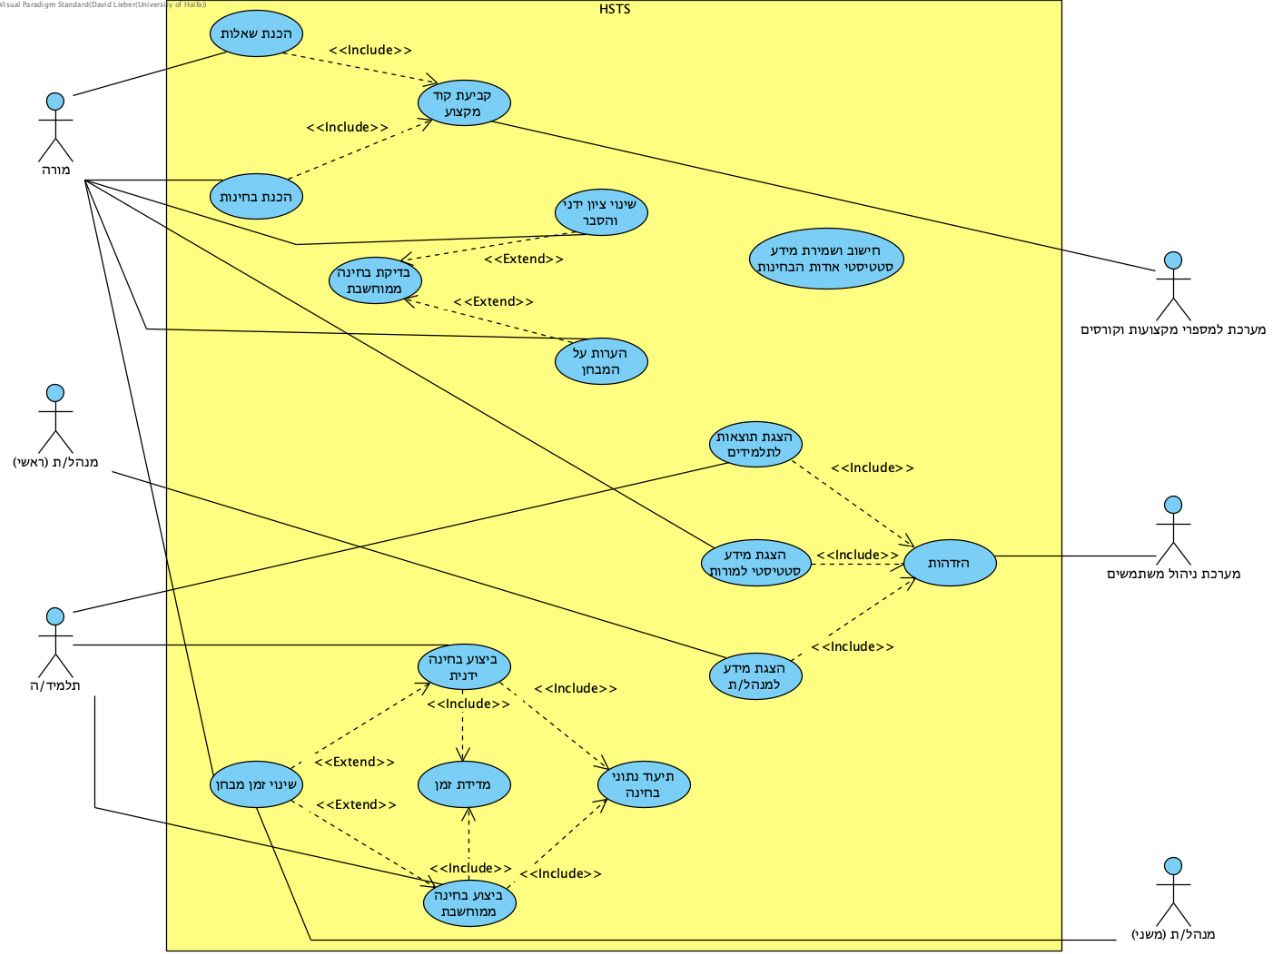 Visual Paradigm Standard(David Lieber(University of Haifa))
HSTS
הכנת שאלות
<<Include>>
קביעת קוד
מקצוע
<<Include>>
מורה
הכנת בחינות
שינוי ציון ידני
והסבר
<<Extend>>
בדיקת בחינה
ממוחשבת
<<Extend>>
חישוב ושמירת מידע
סטטיסטי אודות הבחינות
מערכת למספרי מקצועות וקורסים
הערות על
המבחן
מנהל/ת (ראשי)
הצגת תוצאות
לתלמידים
<<Include>>
הצגת מידע
סטטיסטי למורות
<<Include>>
הזדהות
מערכת ניהול משתמשים
<<Include>>
הצגת מידע
למנהל/ת
תלמיד/ה
ביצוע בחינה
ידנית
<<Include>>
<<Include>>
<<Extend>>
שינוי זמן מבחן
מדידת זמן
תיעוד נתוני
בחינה
<<Extend>>
<<Include>>
<<Include>>
ביצוע בחינה
ממוחשבת
מנהל/ת (משני)